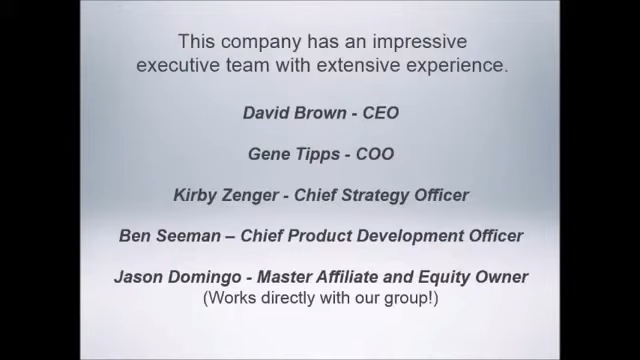 This company has an impressive
executive team with extensive experience.
David Brown - CEO
Gene Tipps - COO
Kirby Zenger - Chief Strategy Officer
Ben Seeman – Chief Product Development Officer
Jason Domingo - Master Affiliate and Equity Owner
(Works directly with our group!)